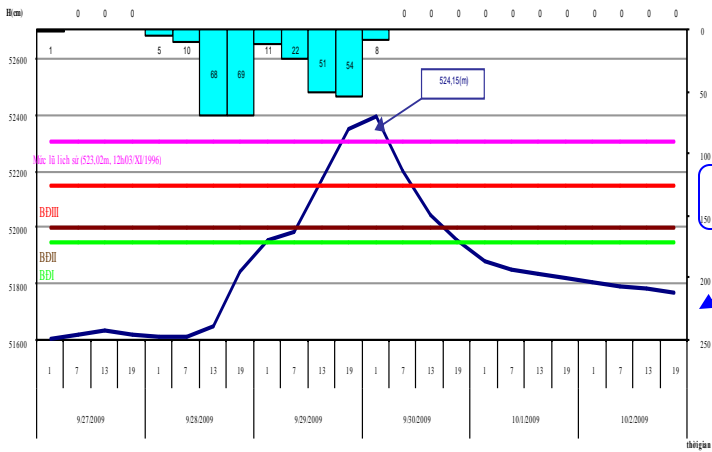 H(cm)
0 0 0 0 0 0 0 0 0 0 0 0 0 0
0
1 5 10 68 69 11 22 51 54 8
52600
52400
52200
52000
51800
51600
50
100
150
200
250
524,15(m)
Mức lũ lịch sử (523,02m, 12h03/XI/1996)
BĐIII
BĐII
BĐI
1 7 13 19 1 7 13 19 1 7 13 19 1 7 13 19 1 7 13 19 1 7 13 19
9/27/2009 9/28/2009 9/29/2009 9/30/2009 10/1/2009 10/2/2009
thời gian